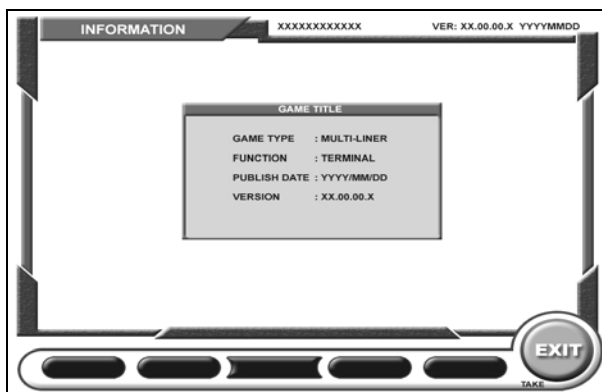 INFORMATION XXXXXXXXXXXX VER: XX.00.00.X YYYYMMDD
GAME TITLE
GAME TYPE : MULTI-LINER
FUNCTION : TERMINAL
PUBLISH DATE : YYYY/MM/DD
VERSION : XX.00.00.X
EXIT
TAKE